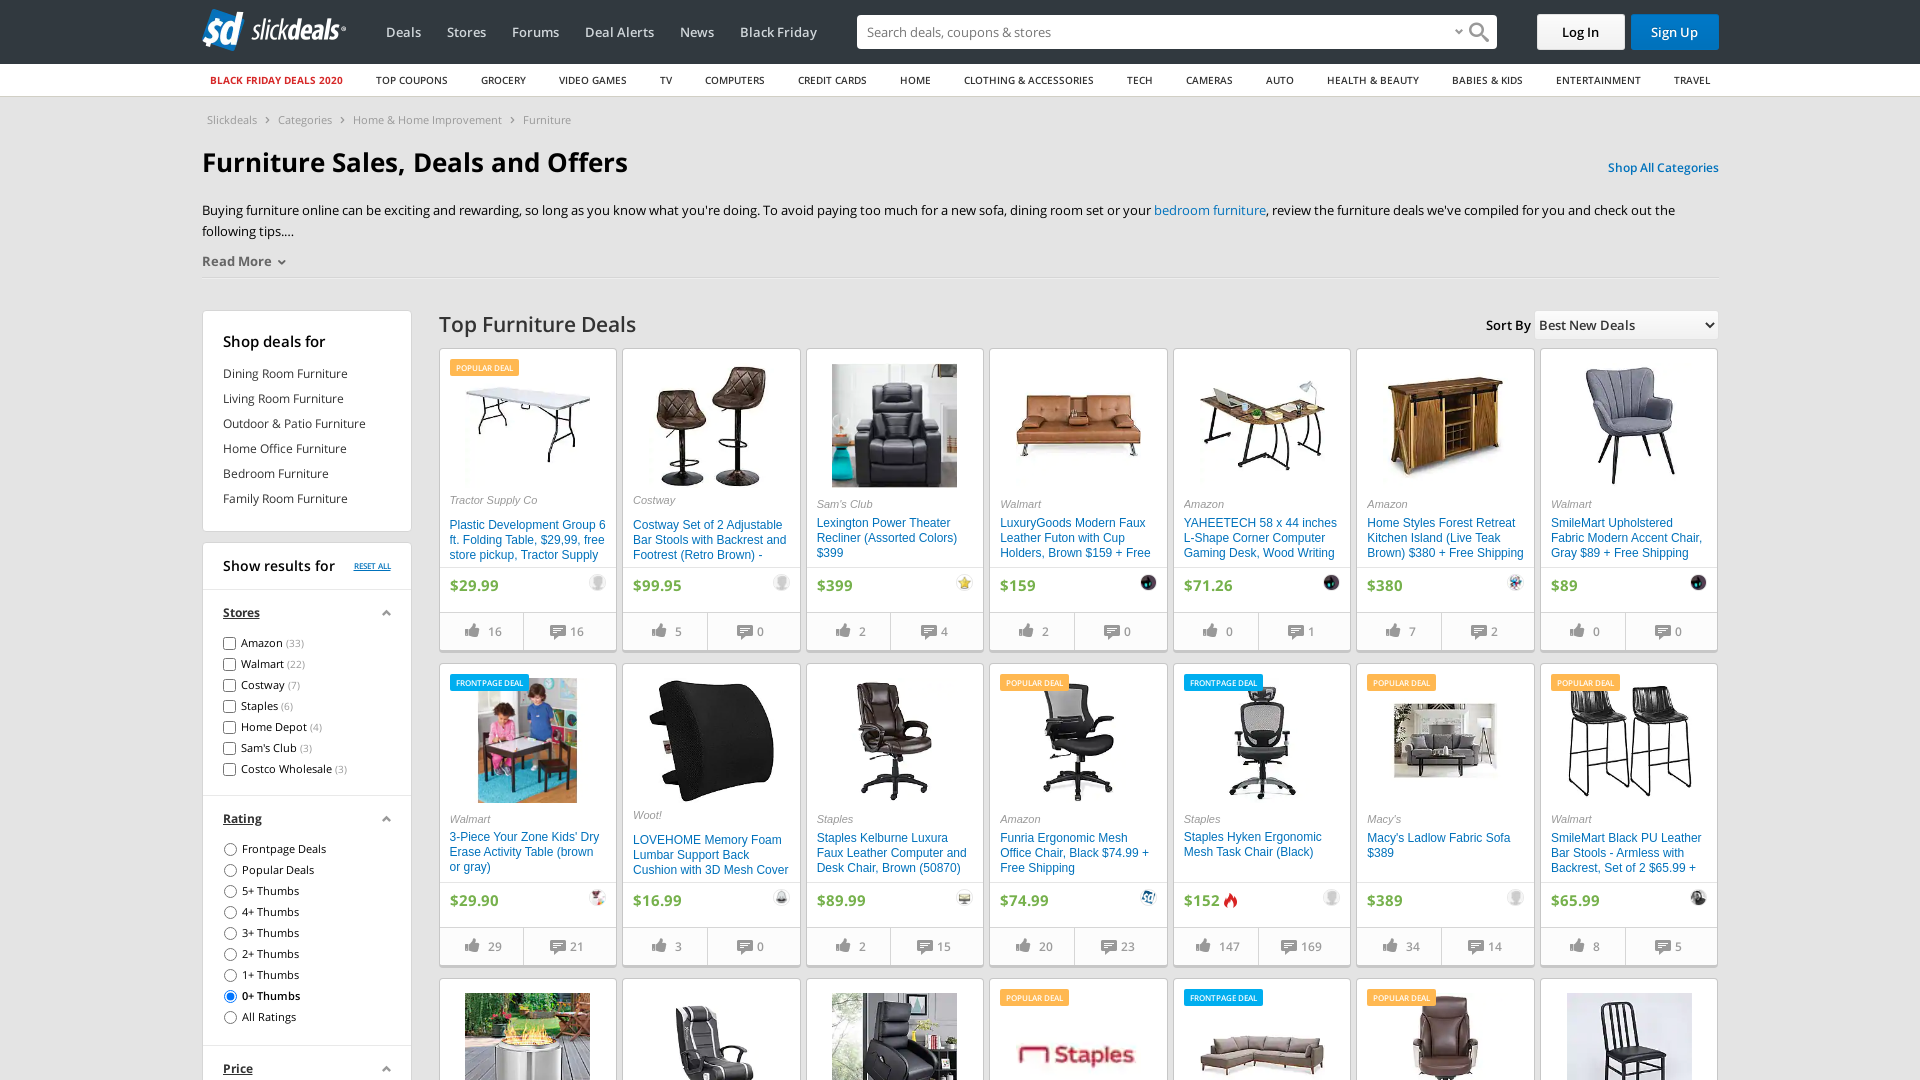 slickdeals
Deals
Stores
Forums
Deal Alerts
News
Black Friday
Search deals, coupons & stores
Log In
Sign Up
BLACK FRIDAY DEALS 2020
TOP COUPONS
GROCERY
VIDEO GAMES
TV
COMPUTERS
CREDIT CARDS
HOME
CLOTHING & ACCESSORIES
TECH
CAMERAS
AUTO
HEALTH & BEAUTY
BABIES & KIDS
ENTERTAINMENT
TRAVEL
Slickdeals > Categories > Home & Home Improvement > Furniture
Furniture Sales, Deals and Offers
Shop All Categories
Buying furniture online can be exciting and rewarding, so long as you know what you're doing. To avoid paying too much for a new sofa, dining room set or your bedroom furniture, review the furniture deals we've compiled for you and check out the
following tips....
Read More
Shop deals for
Dining Room Furniture
Living Room Furniture
Outdoor & Patio Furniture
Home Office Furniture
Bedroom Furniture
Family Room Furniture
Show results for
RESET ALL
Stores
Amazon (33)
Walmart (22)
Costway (7)
Staples (6)
Home Depot (4)
Sam's Club (3)
Costco Wholesale (3)
Rating
Frontpage Deals
Popular Deals
5+ Thumbs
4+ Thumbs
3+ Thumbs
2+ Thumbs
1+ Thumbs
0+ Thumbs
All Ratings
Price
Top Furniture Deals
Sort By
Best New Deals
POPULAR DEAL
Tractor Supply Co
Plastic Development Group 6
ft. Folding Table, $29,99, free
store pickup, Tractor Supply
$29.99
16
16
Costway
Costway Set of 2 Adjustable
Bar Stools with Backrest and
Footrest (Retro Brown) -
$99.95
5
0
Sam's Club
Lexington Power Theater
Recliner (Assorted Colors)
$399
$399
2
4
Walmart
LuxuryGoods Modern Faux
Leather Futon with Cup
Holders, Brown $159 + Free
$159
2
0
Amazon
YAHEETECH 58 x 44 inches
L-Shape Corner Computer
Gaming Desk, Wood Writing
$71.26
0
1
Amazon
Home Styles Forest Retreat
Kitchen Island (Live Teak
Brown) $380 + Free Shipping
$380
7
2
Walmart
SmileMart Upholstered
Fabric Modern Accent Chair,
Gray $89 + Free Shipping
$89
0
0
FRONTPAGE DEAL
Walmart
3-Piece Your Zone Kids' Dry
Erase Activity Table (brown
or gray)
$29.90
29
21
Woot!
LOVEHOME Memory Foam
Lumbar Support Back
Cushion with 3D Mesh Cover
$16.99
3
0
Staples
Staples Kelburne Luxura
Faux Leather Computer and
Desk Chair, Brown (50870)
$89.99
2
15
POPULAR DEAL
Amazon
Funria Ergonomic Mesh
Office Chair, Black $74.99 +
Free Shipping
$74.99
20
23
FRONTPAGE DEAL
Staples
Staples Hyken Ergonomic
Mesh Task Chair (Black)
$152
147
169
POPULAR DEAL
Macy's
Macy's Ladlow Fabric Sofa
$389
$389
34
14
POPULAR DEAL
Walmart
SmileMart Black PU Leather
Bar Stools - Armless with
Backrest, Set of 2 $65.99 +
$65.99
8
5
POPULAR DEAL
Staples
FRONTPAGE DEAL
POPULAR DEAL